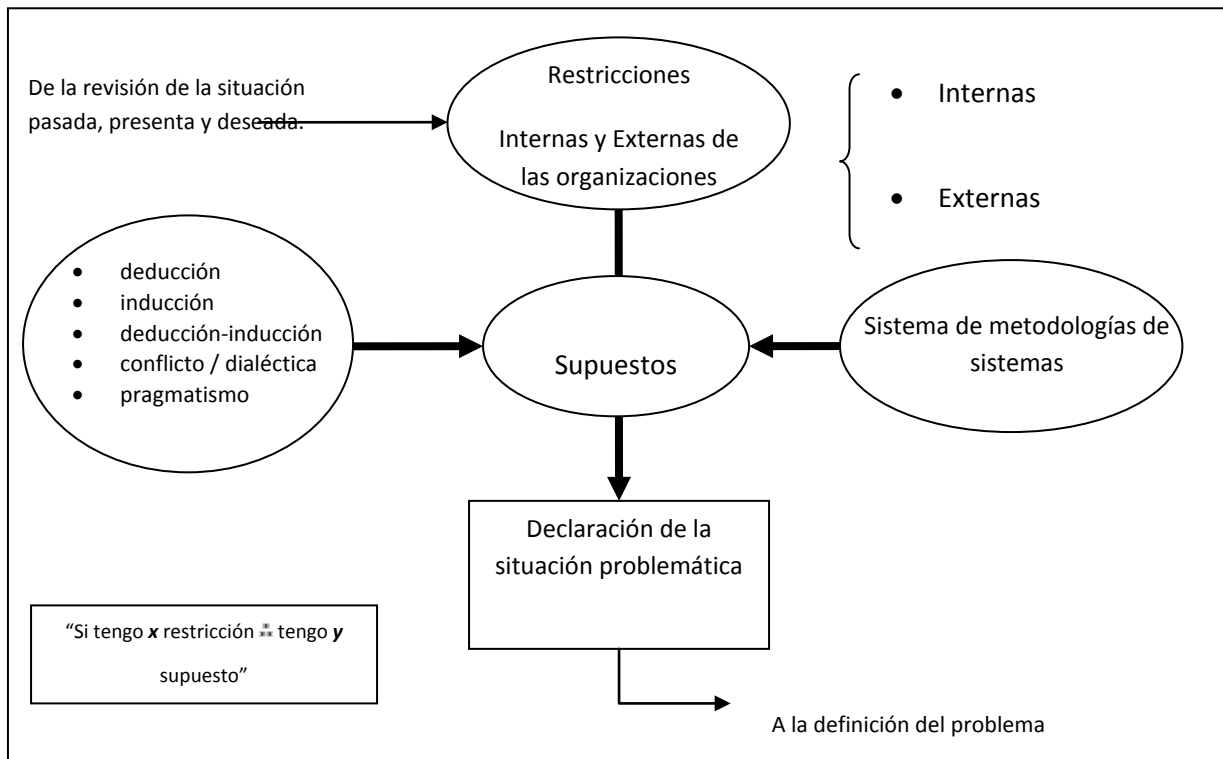 De la revisión de la situación
pasada, presenta y deseada.
Restricciones
Internas y Externas de
las organizaciones
• Internas
• Externas
• deducción
• inducción
• deducción-inducción
• conflicto / dialéctica
• pragmatismo
Supuestos
Sistema de metodologías de
sistemas
Declaración de la
situación problemática
“Si tengo x restricción ∴ tengo y
supuesto”
A la definición del problema